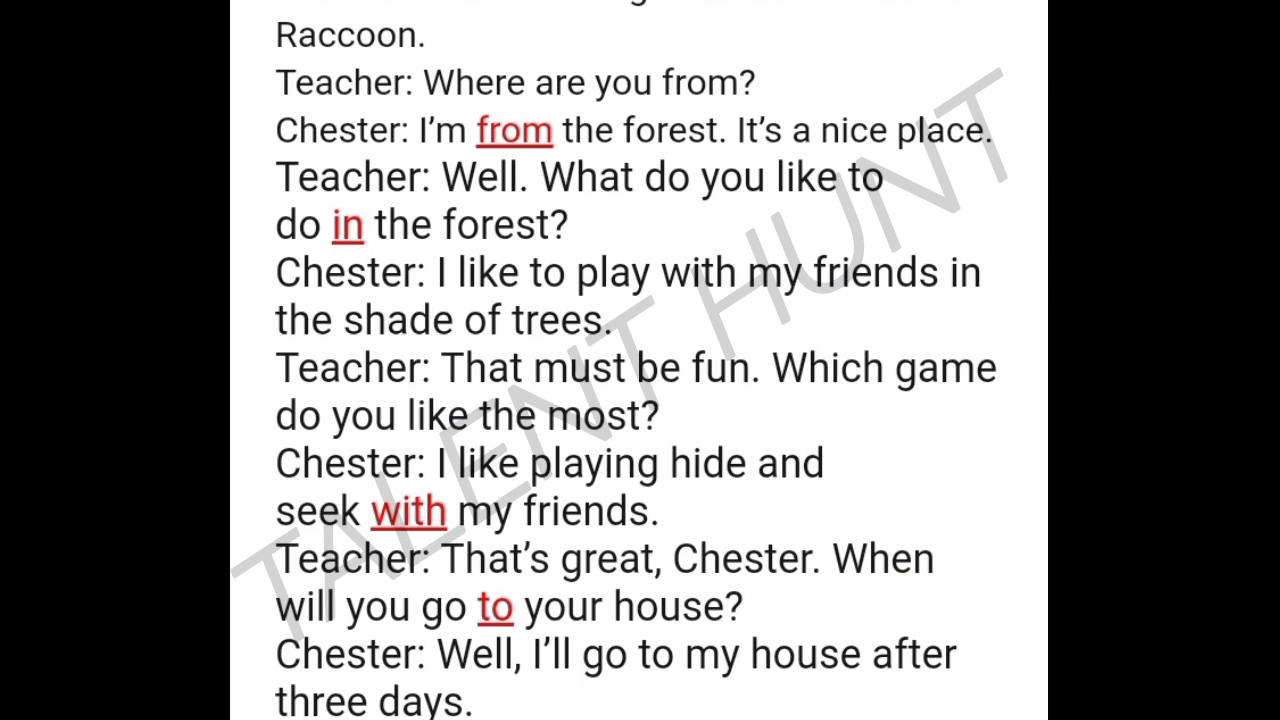 Raccoon.
Teacher: Where are you from?
Chester: I’m from the forest. It’s a nice place.
Teacher: Well. What do you like to
do in the forest?
Chester: I like to play with my friends in
the shade of trees.
Teacher: That must be fun. Which game
do you like the most?
Chester: I like playing hide and
seek with my friends.
Teacher: That’s great, Chester. When
will you go to your house?
Chester: Well, I’ll go to my house after
three days.
TALENT HUNT